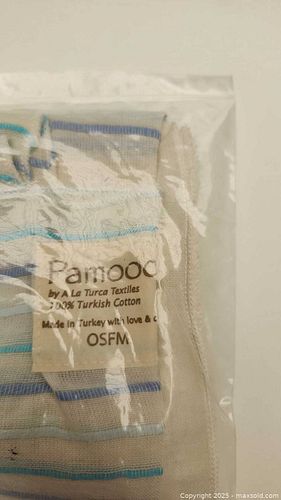 Pamooc
by A La Turca Textiles
100% Turkish Cotton
Made in Turkey with love & c
OSFM
Copyright 2025 - maxsold.com